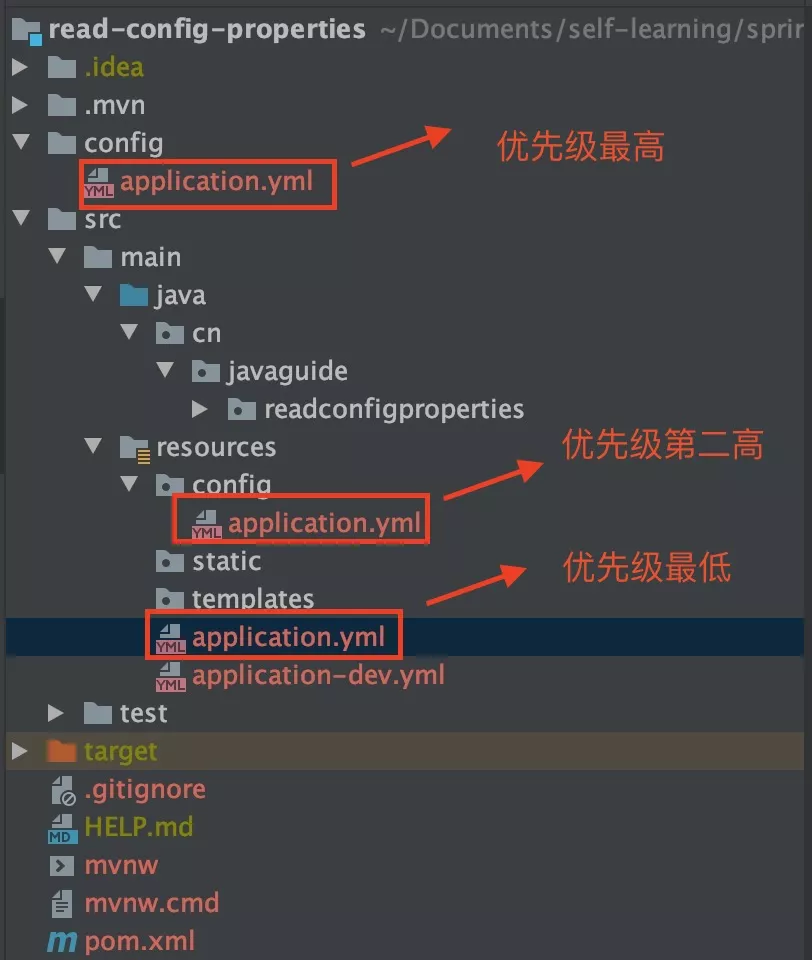 read-config-properties ~/Documents/self-learning/sprin
.idea
.mvn
config
优先级最高
YML application.yml
src
main
java
cn
javaguide
readconfigproperties
resources
优先级第二高
config
YML application.yml
static
优先级最低
templates
YML application.yml
YML application-dev.yml
test
target
.gitignore
MD HELP.md
mvnw
mvnw.cmd
m pom.xml